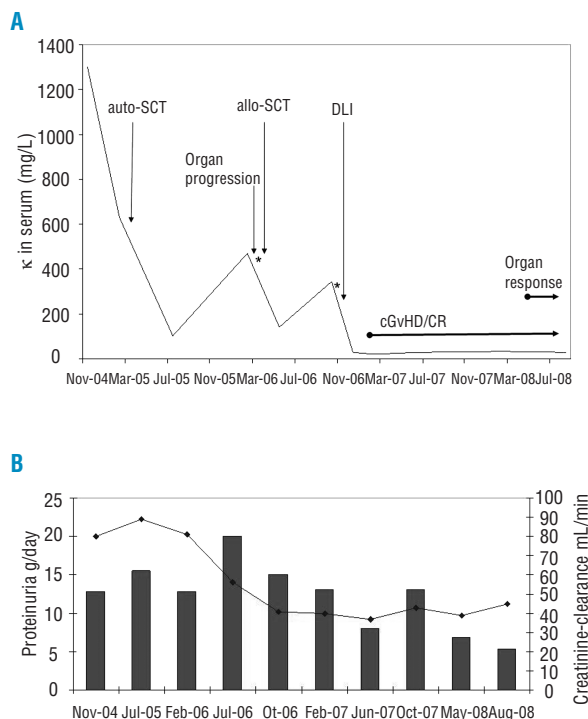 A
1400
1200
1000
800
600
400
200
0
κ in serum (mg/L)
auto-SCT
allo-SCT
DLI
Organ
progression
*
*
Organ
response
cGvHD/CR
Nov-04 Mar-05 Jul-05 Nov-05 Mar-06 Jul-06 Nov-06 Mar-07 Jul-07 Nov-07 Mar-08 Jul-08
B
25
20
15
10
5
0
Proteinuria g/day
100
90
80
70
60
50
40
30
20
10
0
Creatinine-clearance mL/min
Nov-04 Jul-05 Feb-06 Jul-06 Ot-06 Feb-07 Jun-07 Oct-07 May-08 Aug-08